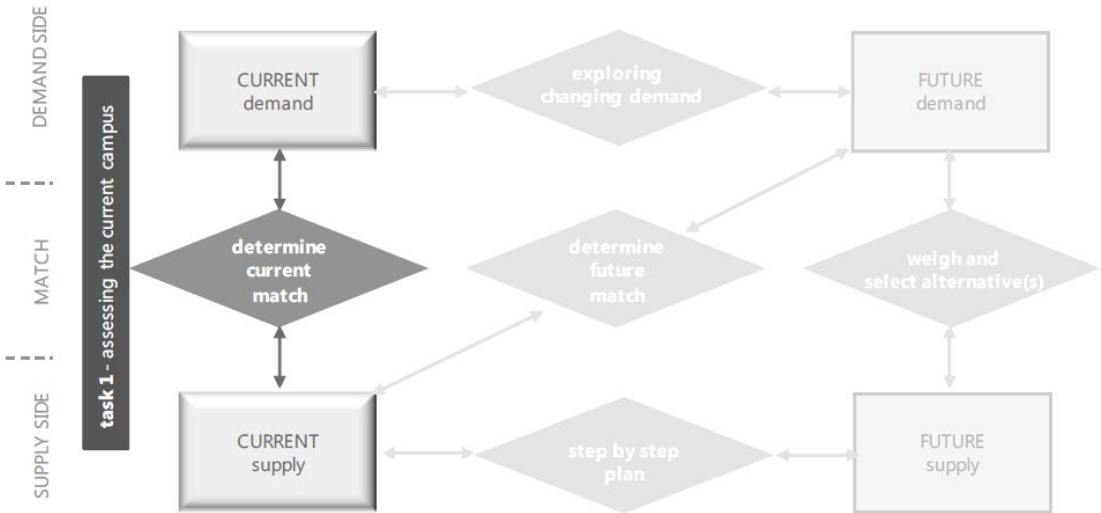 DEMAND SIDE
MATCH
SUPPLY SIDE
task 1 - assessing the current campus
CURRENT
demand
exploring
changing demand
FUTURE
demand
determine
current
match
determine
future
match
weigh and
select alternative(s)
CURRENT
supply
step by step
plan
FUTURE
supply